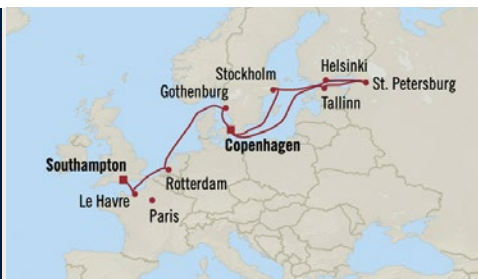 Helsinki
Stockholm
St. Petersburg
Gothenburg
Tallinn
Copenhagen
Southampton
Rotterdam
Le Havre
Paris